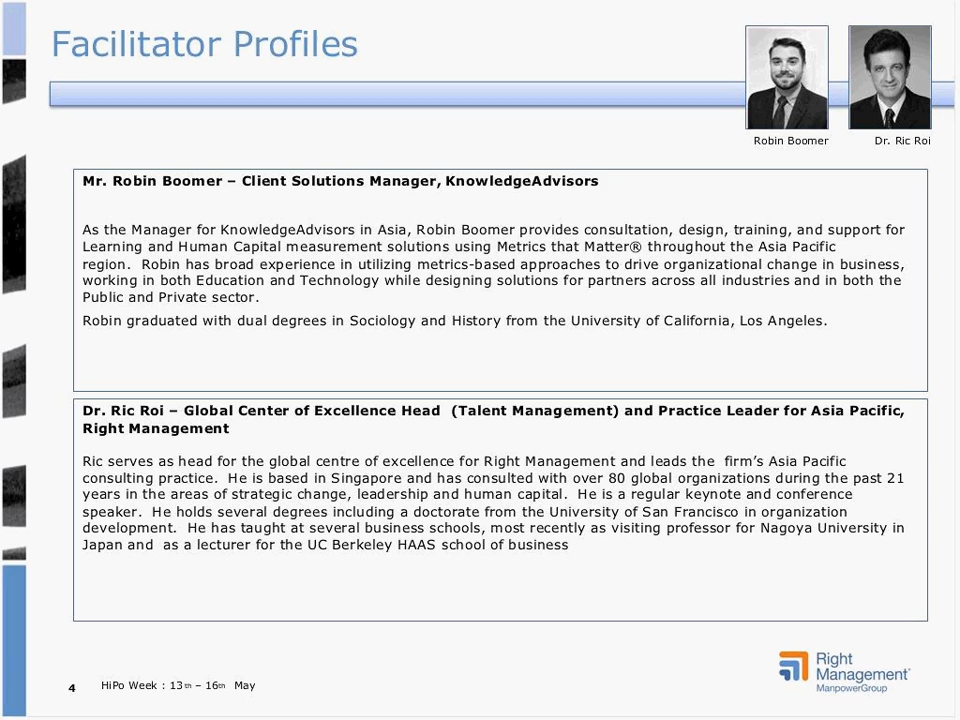 Facilitator Profiles
Robin Boomer
Dr. Ric Roi
Mr. Robin Boomer – Client Solutions Manager, KnowledgeAdvisors
As the Manager for KnowledgeAdvisors in Asia, Robin Boomer provides consultation, design, training, and support for
Learning and Human Capital measurement solutions using Metrics that Matter® throughout the Asia Pacific
region. Robin has broad experience in utilizing metrics-based approaches to drive organizational change in business,
working in both Education and Technology while designing solutions for partners across all industries and in both the
Public and Private sector.
Robin graduated with dual degrees in Sociology and History from the University of California, Los Angeles.
Dr. Ric Roi – Global Center of Excellence Head (Talent Management) and Practice Leader for Asia Pacific,
Right Management
Ric serves as head for the global centre of excellence for Right Management and leads the firm's Asia Pacific
consulting practice. He is based in Singapore and has consulted with over 80 global organizations during the past 21
years in the areas of strategic change, leadership and human capital. He is a regular keynote and conference
speaker. He holds several degrees including a doctorate from the University of San Francisco in organization
development. He has taught at several business schools, most recently as visiting professor for Nagoya University in
Japan and as a lecturer for the UC Berkeley HAAS school of business
4
HiPo Week : 13th – 16th May
Right
Management
ManpowerGroup